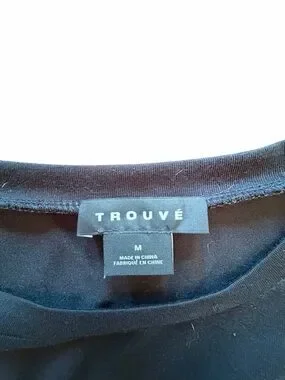 TROUVÉ
M
MADE IN CHINA
FABRIQUÉ EN CHINE